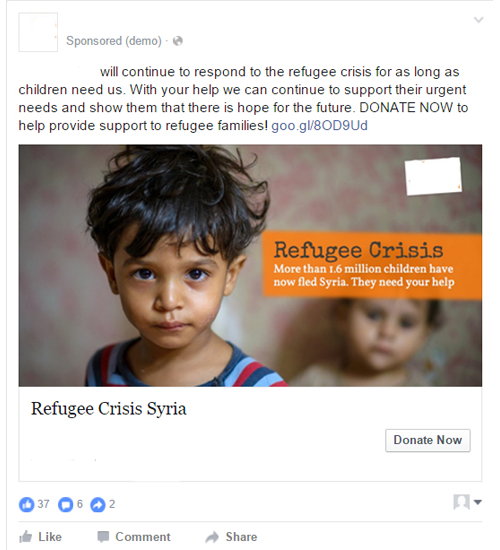 Sponsored (demo) ·
will continue to respond to the refugee crisis for as long as
children need us. With your help we can continue to support their urgent
needs and show them that there is hope for the future. DONATE NOW to
help provide support to refugee families! goo.gl/8OD9Ud
Refugee Crisis
More than 1.6 million children have
now fled Syria. They need your help
Refugee Crisis Syria
Donate Now
37 6 2
Like Comment Share